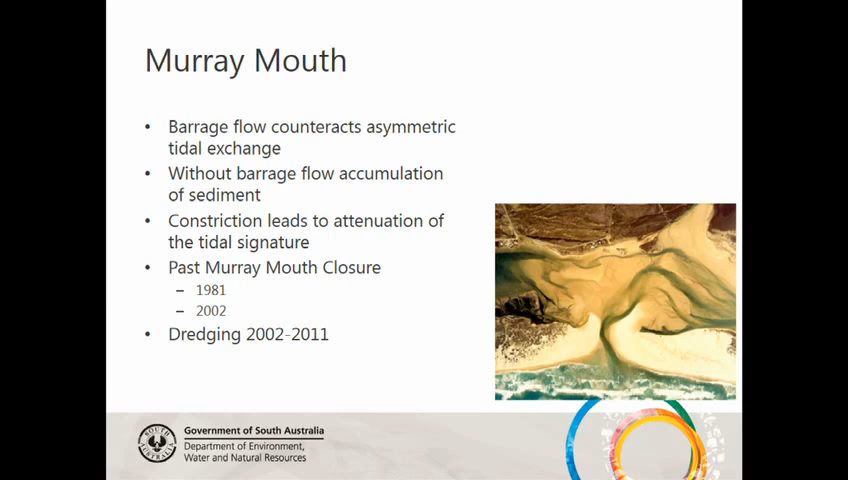 Murray Mouth
• Barrage flow counteracts asymmetric
tidal exchange
• Without barrage flow accumulation
of sediment
• Constriction leads to attenuation of
the tidal signature
• Past Murray Mouth Closure
– 1981
– 2002
• Dredging 2002-2011
SOUTH
AUSTRALIA
Government of South Australia
Department of Environment,
Water and Natural Resources